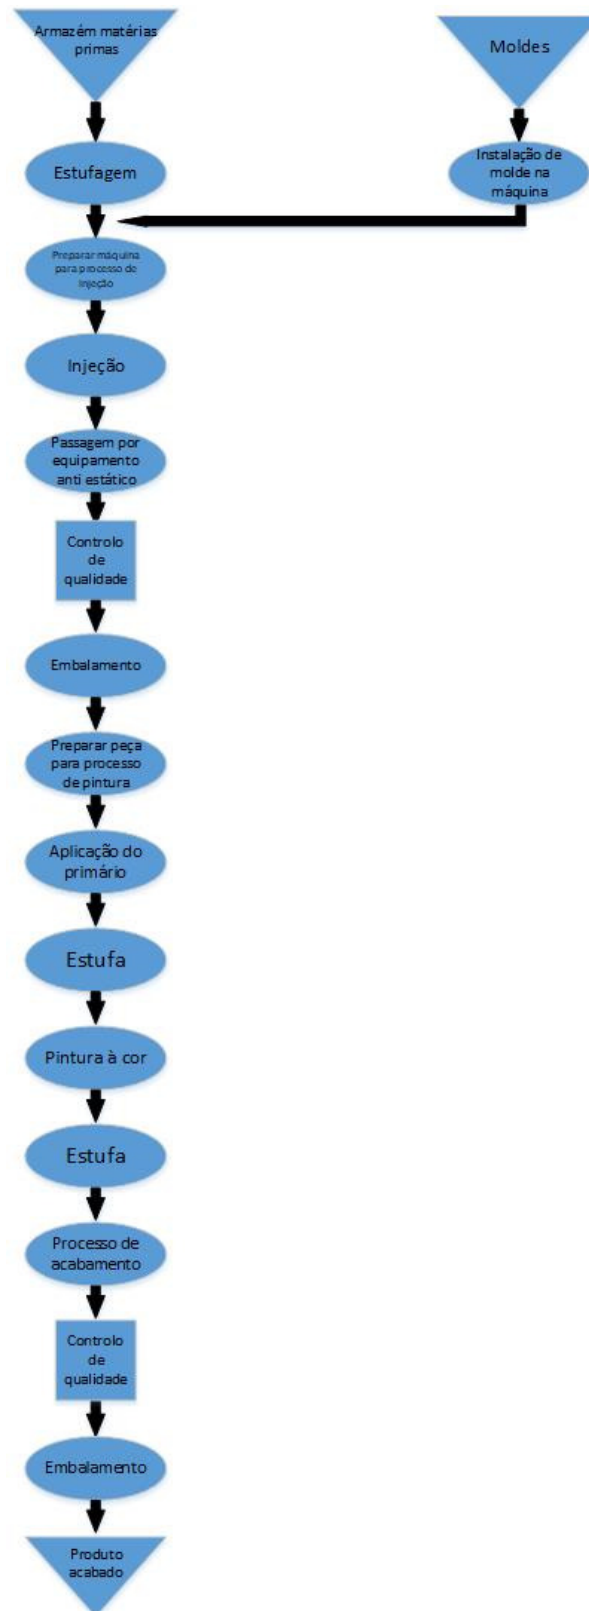 Armazém matérias
primas
Moldes
Estufagem
Instalação de
molde na
máquina
Preparar máquina
para processo de
Injeção
Injeção
Passagem por
equipamento
anti estático
Controlo
de
qualidade
Embalamento
Preparar peça
para processo
de pintura
Aplicação do
primário
Estufa
Pintura à cor
Estufa
Processo de
acabamento
Controlo
de
qualidade
Embalamento
Produto
acabado